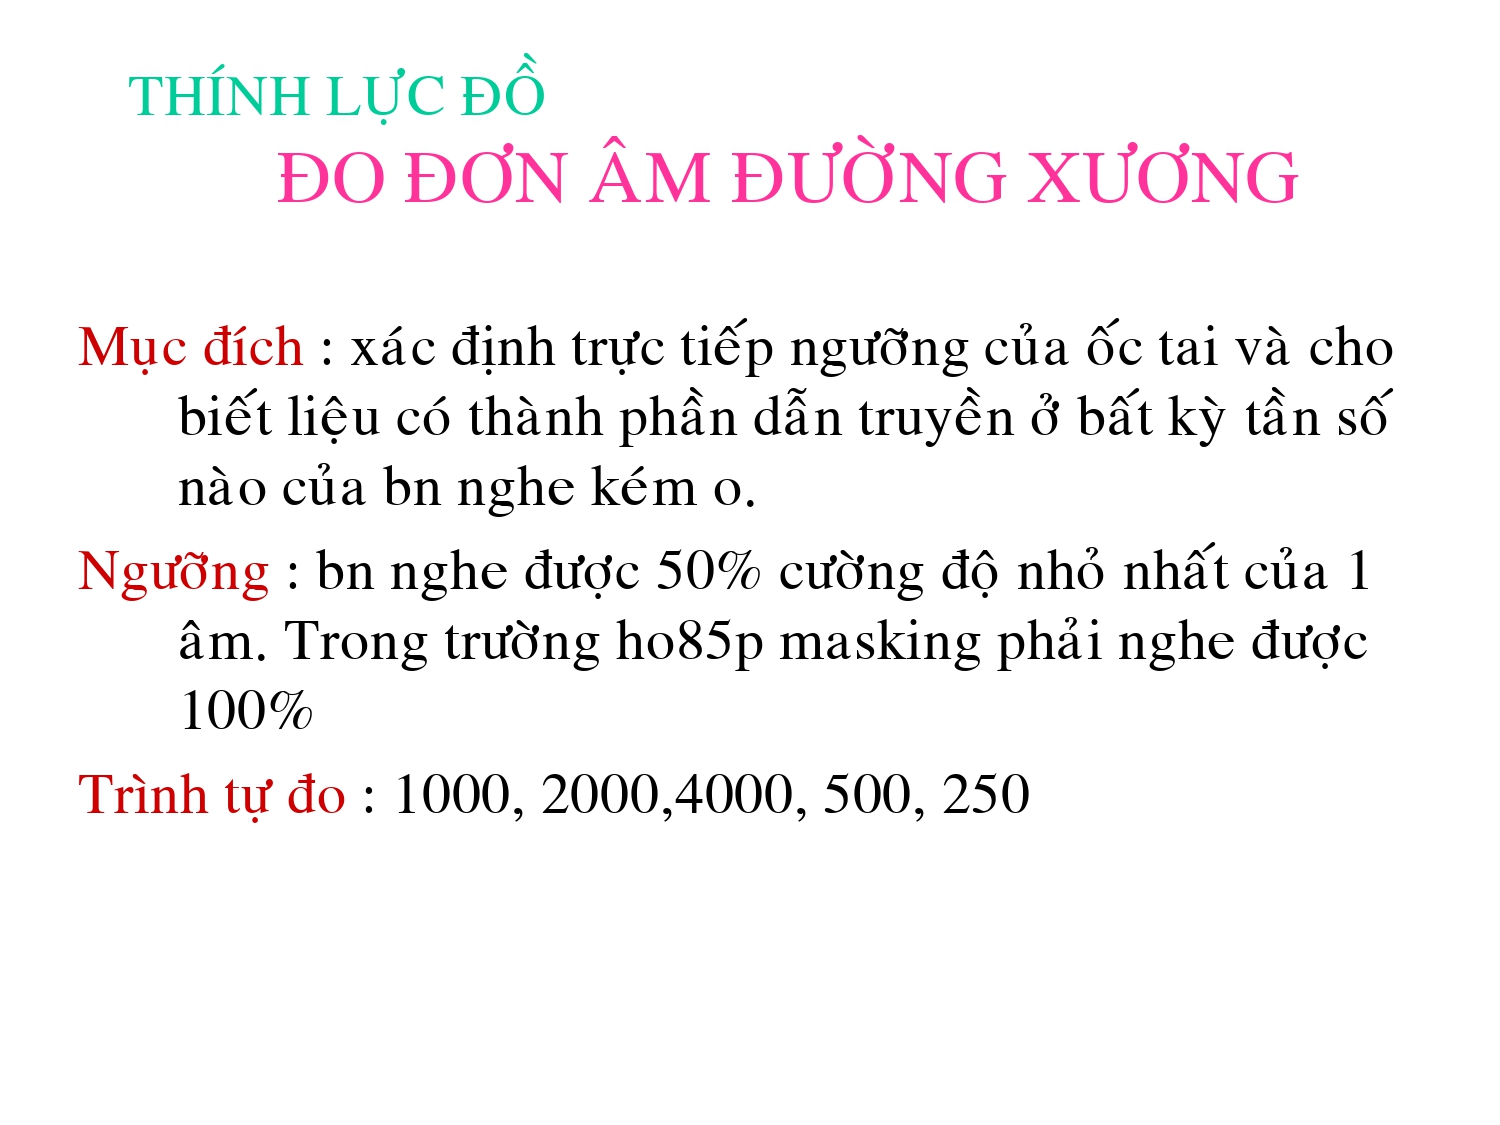 THÍNH LỰC ĐỒ
ĐO ĐƠN ÂM ĐƯỜNG XƯƠNG
Mục đích : xác định trực tiếp ngưỡng của ốc tai và cho
biết liệu có thành phần dẫn truyền ở bất kỳ tần số
nào của bn nghe kém o.
Ngưỡng : bn nghe được 50% cường độ nhỏ nhất của 1
âm. Trong trường ho85p masking phải nghe được
100%
Trình tự đo : 1000, 2000,4000, 500, 250